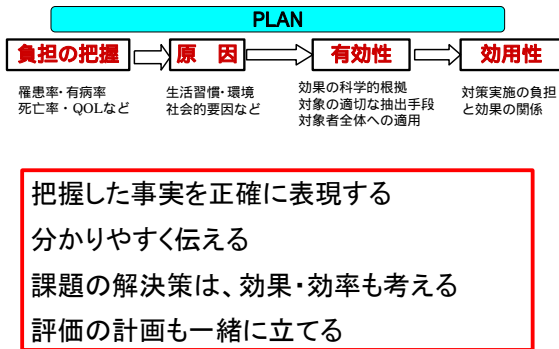 PLAN
負担の把握
原 因
有効性
効用性
罹患率・有病率
死亡率・QOLなど
生活習慣・環境
社会的要因など
効果の科学的根拠
対象の適切な抽出手段
対象者全体への適用
対策実施の負担
と効果の関係
把握した事実を正確に表現する
分かりやすく伝える
課題の解決策は、効果・効率も考える
評価の計画も一緒に立てる